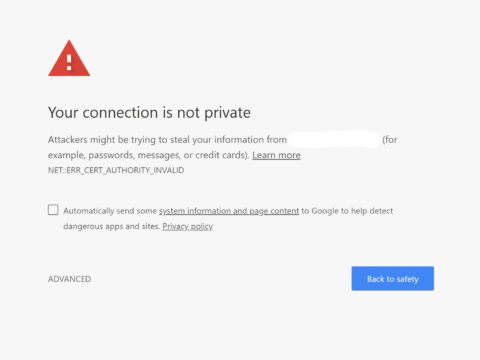 Your connection is not private
Attackers might be trying to steal your information from (for
example, passwords, messages, or credit cards). Learn more
NET::ERR_CERT_AUTHORITY_INVALID
Automatically send some system information and page content to Google to help detect
dangerous apps and sites. Privacy policy
ADVANCED
Back to safety